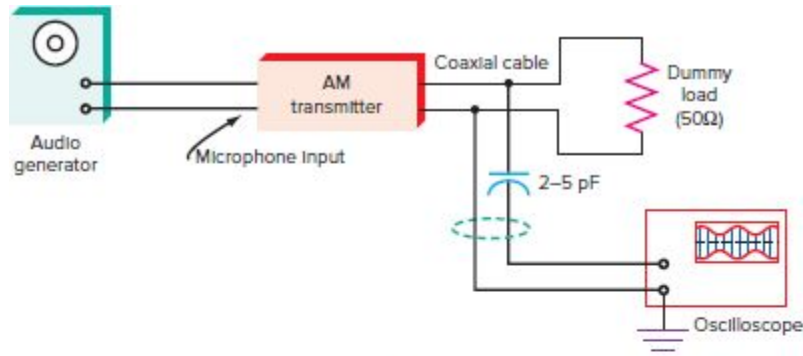 Coaxial cable
AM
transmitter
Dummy
load
(50Ω)
Audio
generator
Microphone input
2–5 pF
Oscilloscope